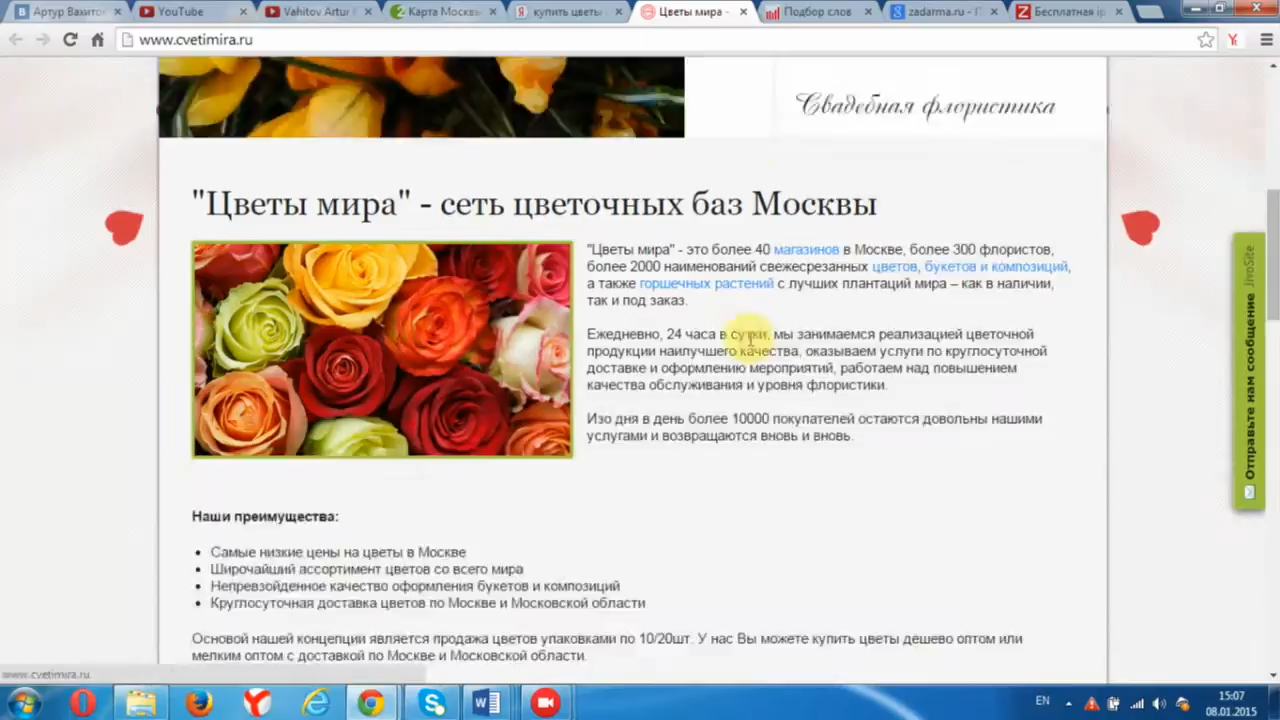 Артур Вахитов
YouTube
Vahitov Artur
Карта Москвы
купить цветы
Цветы мира -
Подбор слов
zadarma.ru -
Бесплатная ip
www.cvetimira.ru
Свадебная флористика
"Цветы мира" - сеть цветочных баз Москвы
"Цветы мира" - это более 40 магазинов в Москве, более 300 флористов,
более 2000 наименований свежесрезанных цветов, букетов и композиций,
а также горшечных растений с лучших плантаций мира – как в наличии,
так и под заказ.
Ежедневно, 24 часа в сутки, мы занимаемся реализацией цветочной
продукции наилучшего качества, оказываем услуги по круглосуточной
доставке и оформлению мероприятий, работаем над повышением
качества обслуживания и уровня флористики.
Изо дня в день более 10000 покупателей остаются довольны нашими
услугами и возвращаются вновь и вновь.
Отправьте нам сообщение JivoSite
Наши преимущества:
• Самые низкие цены на цветы в Москве
• Широчайший ассортимент цветов со всего мира
• Непревзойденное качество оформления букетов и композиций
• Круглосуточная доставка цветов по Москве и Московской области
Основой нашей концепции является продажа цветов упаковками по 10/20шт. У нас Вы можете купить цветы дешево оптом или
мелким оптом с доставкой по Москве и Московской области.
www.cvetimira.ru
EN
15:07
08.01.2015